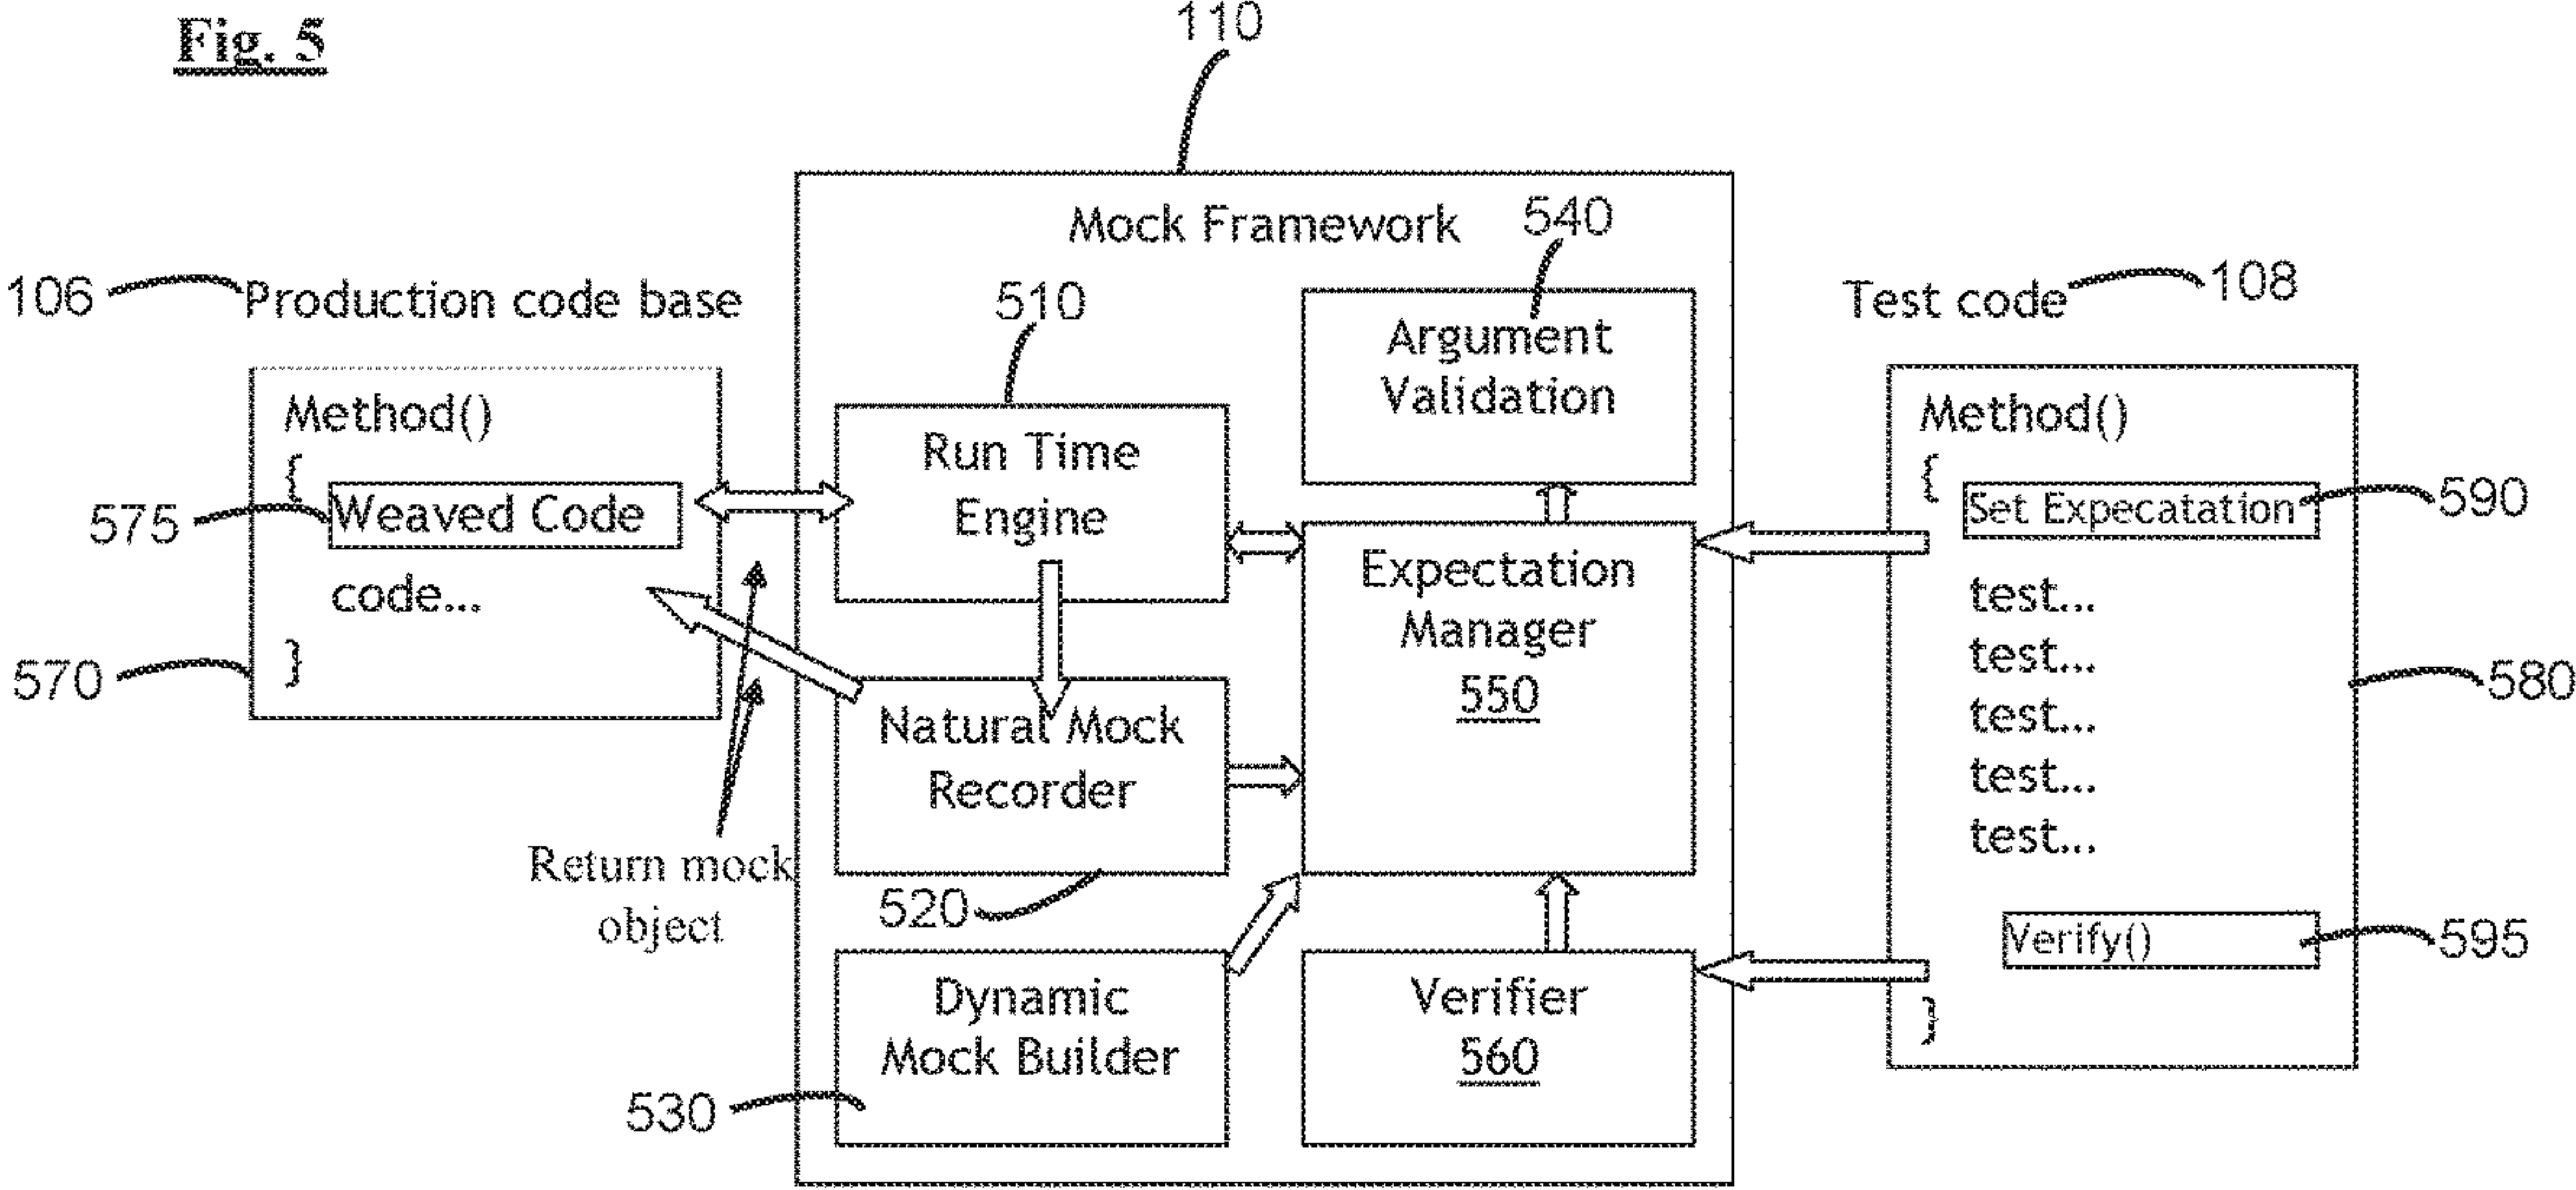 Fig. 5
110
Mock Framework
540
106
Production code base
510
Test code
108
Argument
Validation
Method()
{
Weaved Code
575
code...
}
570
Run Time
Engine
Expectation
Manager
550
Natural Mock
Recorder
520
Return mock
object
Dynamic
Mock Builder
530
Verifier
560
Method()
{
Set Expecatation
590
test...
test...
test...
test...
test...
580
Verify()
595
}